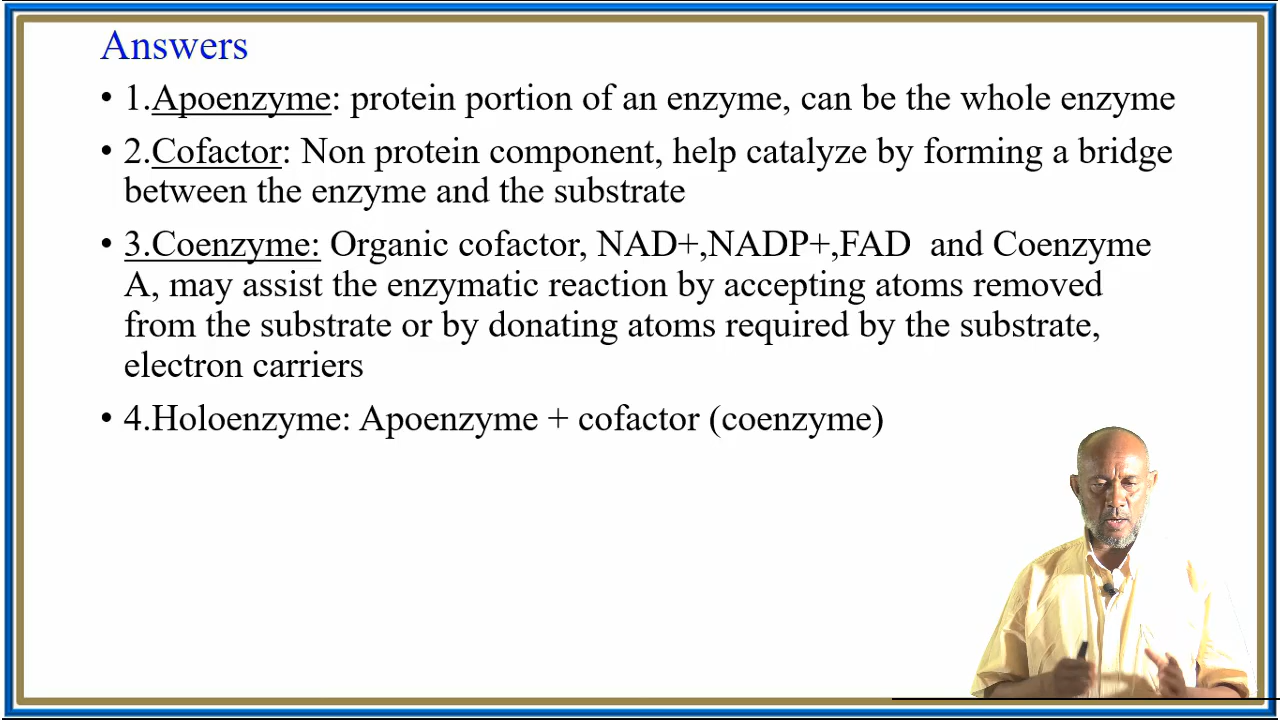 Answers
• 1.Apoenzyme: protein portion of an enzyme, can be the whole enzyme
• 2.Cofactor: Non protein component, help catalyze by forming a bridge
between the enzyme and the substrate
• 3.Coenzyme: Organic cofactor, NAD+,NADP+,FAD  and Coenzyme
A, may assist the enzymatic reaction by accepting atoms removed
from the substrate or by donating atoms required by the substrate,
electron carriers
• 4.Holoenzyme: Apoenzyme + cofactor (coenzyme)